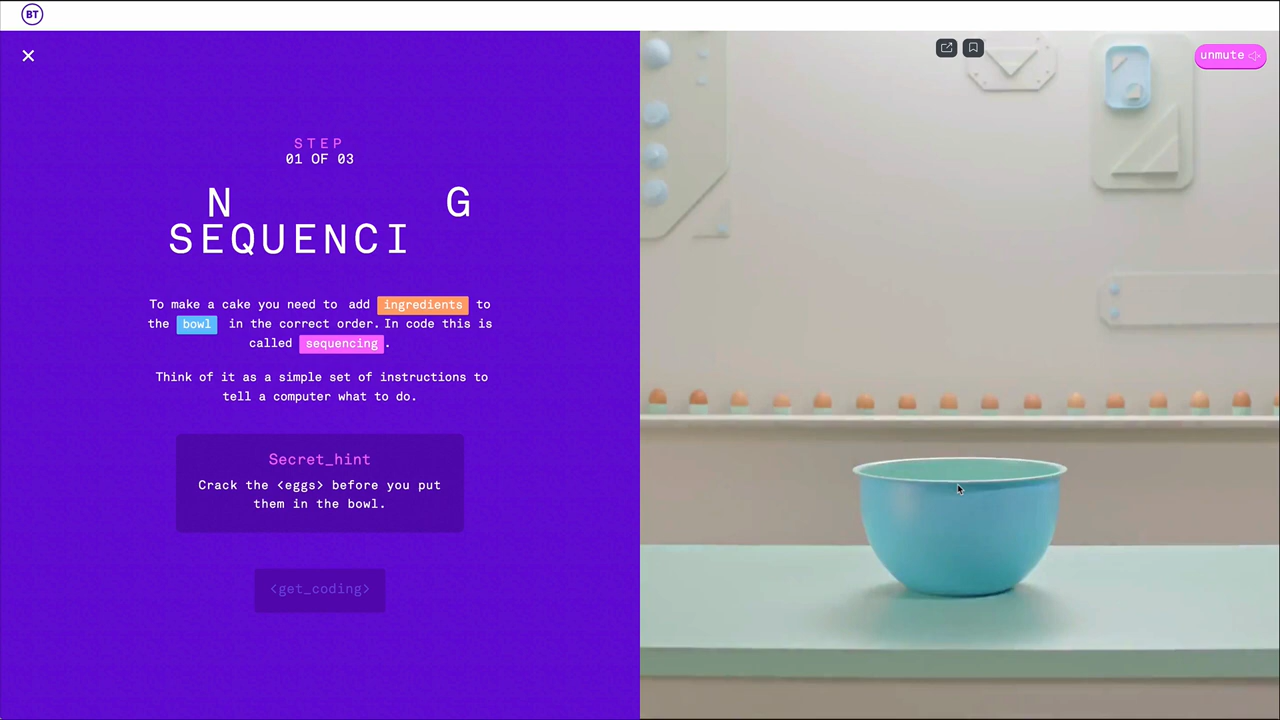 BT
unmute
STEP
01 OF 03
N G
SEQUENCI
To make a cake you need to add ingredients to
the bowl in the correct order. In code this is
called sequencing.
Think of it as a simple set of instructions to
tell a computer what to do.
Secret_hint
Crack the <eggs> before you put
them in the bowl.
<get_coding>